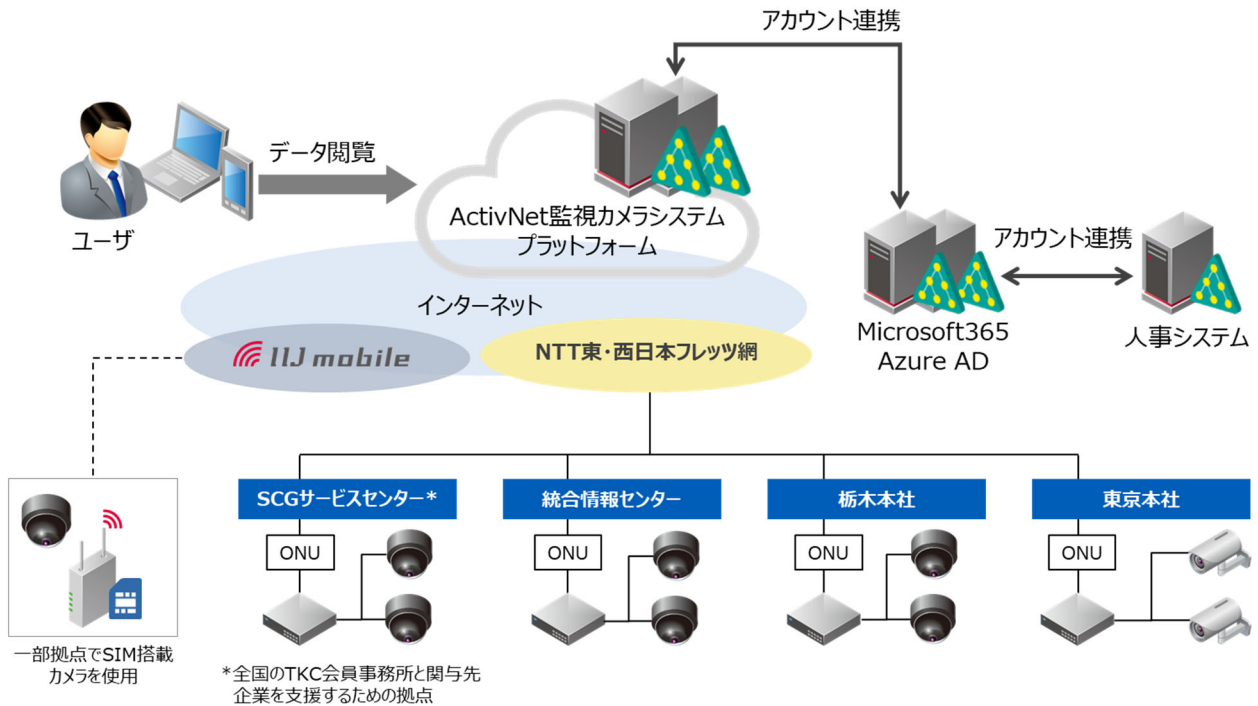 アカウント連携
データ閲覧
ユーザ
ActivNet監視カメラシステム
プラットフォーム
アカウント連携
Microsoft365
Azure AD
人事システム
インターネット
IIJ mobile
NTT東・西日本フレッツ網
SCGサービスセンター*
統合情報センター
栃木本社
東京本社
ONU
ONU
ONU
ONU
一部拠点でSIM搭載
カメラを使用
*全国のTKC会員事務所と関与先
企業を支援するための拠点